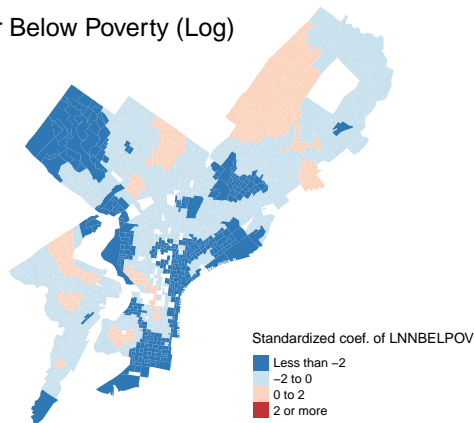 Below Poverty (Log)
Standardized coef. of LNNBELPOV
Less than −2
−2 to 0
0 to 2
2 or more